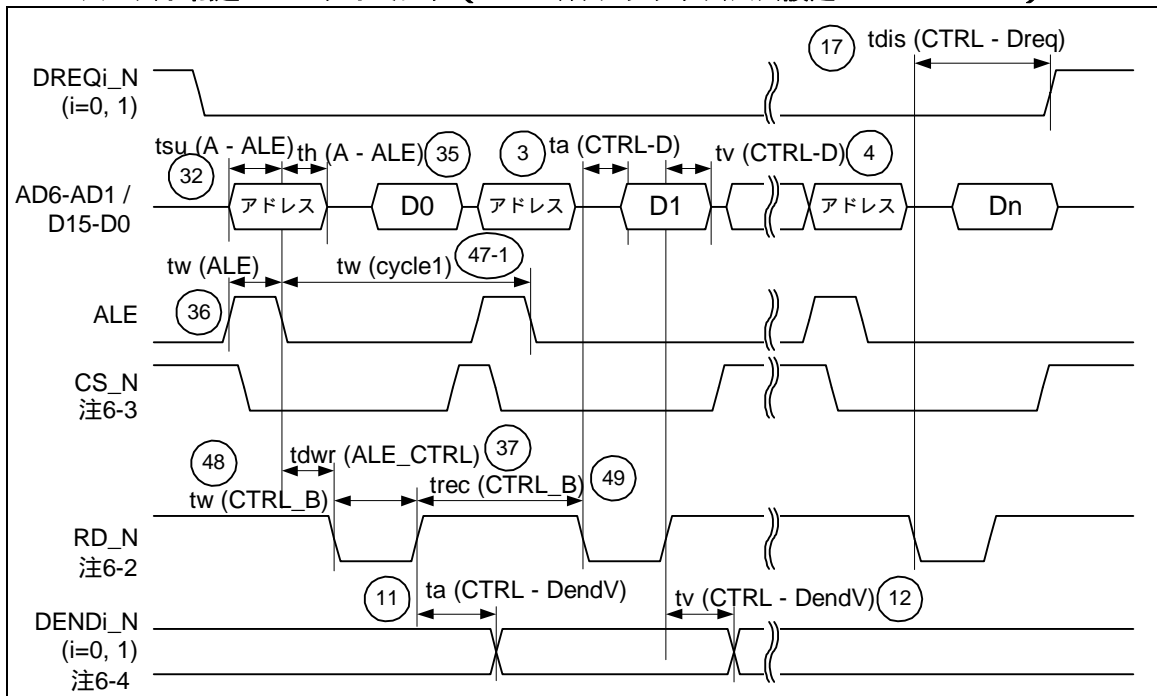 17 tdis (CTRL - Dreq)
DREQi_N
(i=0, 1)
tsu (A - ALE) th (A - ALE) 35 3 ta (CTRL-D) tv (CTRL-D) 4
32
AD6-AD1 /
D15-D0
アドレス D0 アドレス D1 アドレス Dn
tw (ALE) tw (cycle1) 47-1
36
ALE
CS_N
注6-3
48 tdwr (ALE_CTRL) 37
tw (CTRL_B) trec (CTRL_B) 49
RD_N
注6-2
11 ta (CTRL - DendV) tv (CTRL - DendV) 12
DENDi_N
(i=0, 1)
注6-4